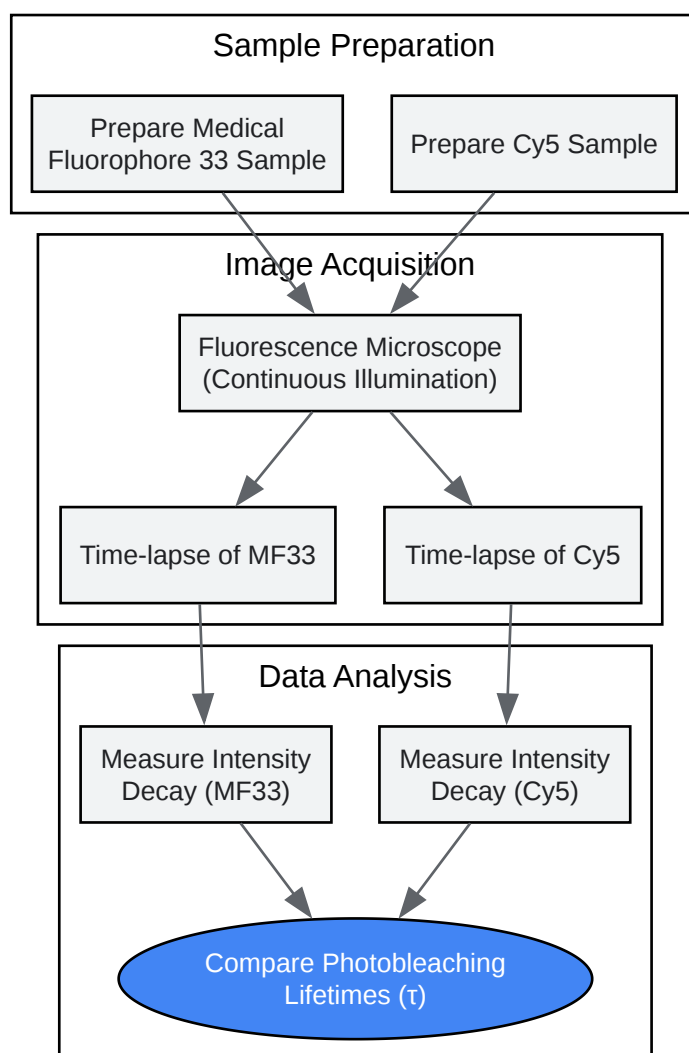 Sample Preparation
Prepare Medical
Fluorophore 33 Sample
Prepare Cy5 Sample
Image Acquisition
Fluorescence Microscope
(Continuous Illumination)
Time-lapse of MF33
Time-lapse of Cy5
Data Analysis
Measure Intensity
Decay (MF33)
Measure Intensity
Decay (Cy5)
Compare Photobleaching
Lifetimes (τ)